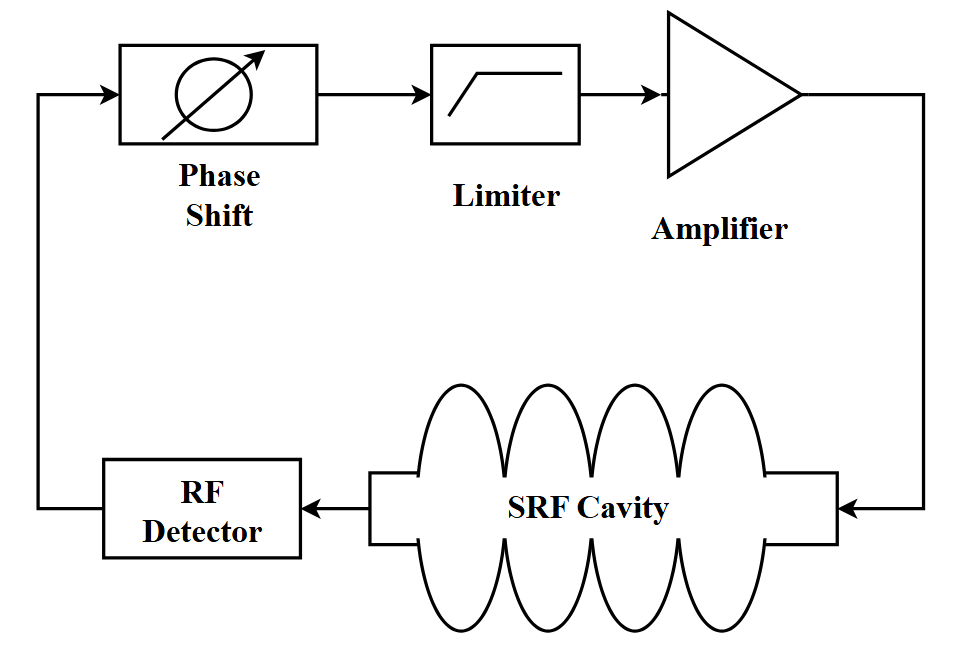 Phase
Shift
Limiter
Amplifier
RF
Detector
SRF Cavity